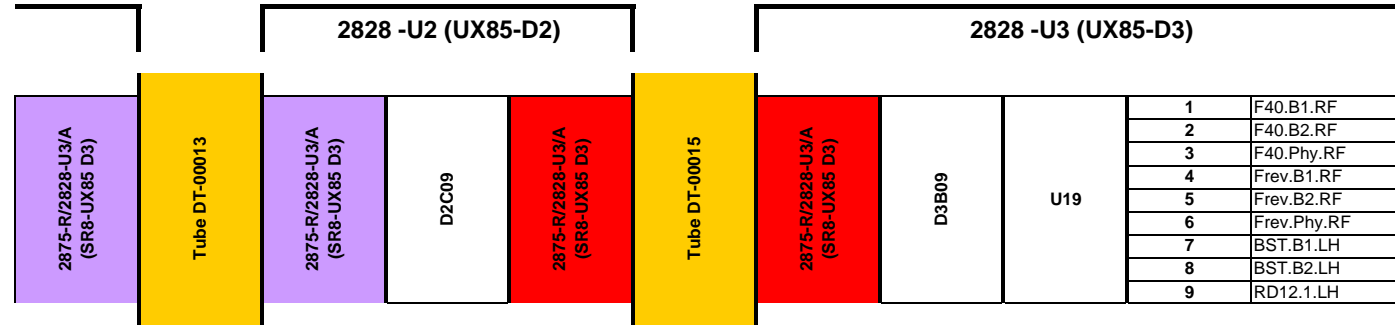 2828 -U2 (UX85-D2)
2828 -U3 (UX85-D3)
2875-R/2828-U3/A
(SR8-UX85 D3)
Tube DT-00013
2875-R/2828-U3/A
(SR8-UX85 D3)
D2C09
2875-R/2828-U3/A
(SR8-UX85 D3)
Tube DT-00015
2875-R/2828-U3/A
(SR8-UX85 D3)
D3B09
U19
1 F40.B1.RF
2 F40.B2.RF
3 F40.Phy.RF
4 Frev.B1.RF
5 Frev.B2.RF
6 Frev.Phy.RF
7 BST.B1.LH
8 BST.B2.LH
9 RD12.1.LH